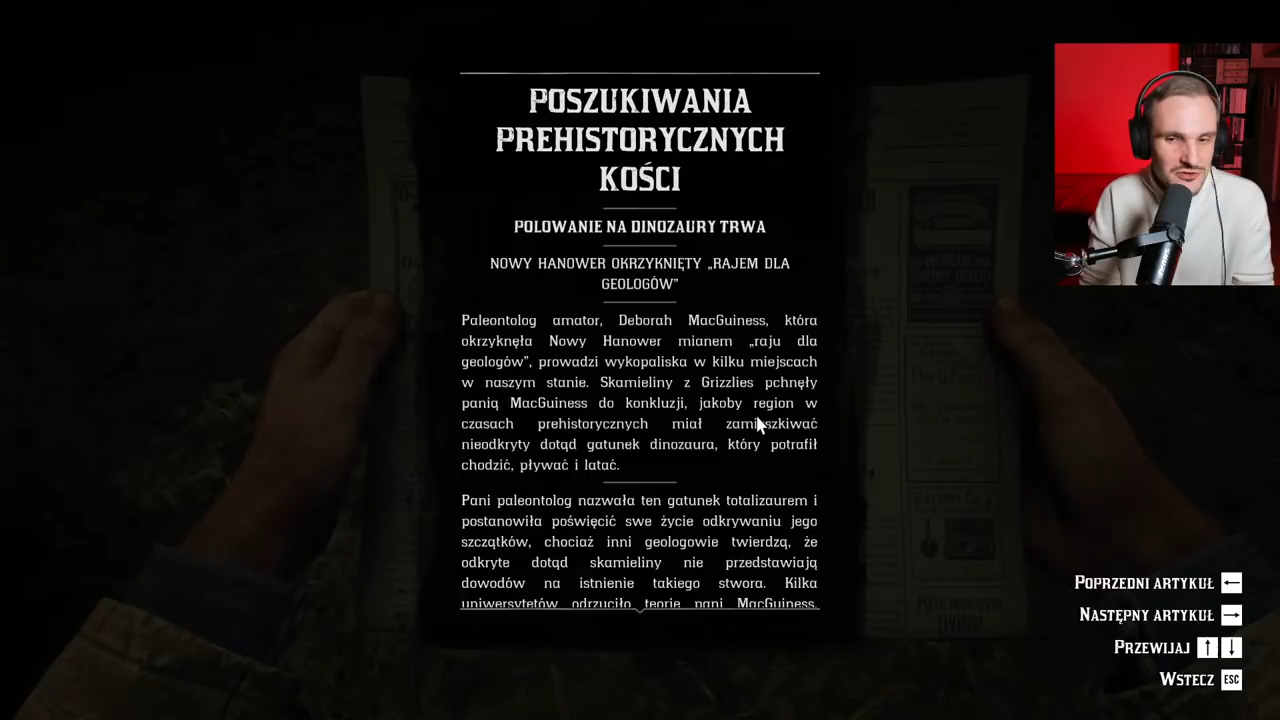 POSZUKIWANIA
PREHISTORYCZNYCH
KOŚCI
POLOWANIE NA DINOZAURY TRWA
NOWY HANOWER OKRZYKNIĘTY „RAJEM DLA
GEOLOGÓW”
Paleontolog amator, Deborah MacGuiness, która
okrzyknęła Nowy Hanower mianem „raju dla
geologów”, prowadzi wykopaliska w kilku miejscach
w naszym stanie. Skamieliny z Grizzlies pchnęły
panią MacGuiness do konkluzji, jakoby region w
czasach prehistorycznych miał zamieszkiwać
nieodkryty dotąd gatunek dinozaura, który potrafił
chodzić, pływać i latać.
Pani paleontolog nazwała ten gatunek totalizaurem i
postanowiła poświęcić swe życie odkrywaniu jego
szczątków, chociaż inni geologowie twierdzą, że
odkryte dotąd skamieliny nie przedstawiają
dowodów na istnienie takiego stwora. Kilka
uniwersytetów odrzuciło teorię pani MacGuiness.
POPRZEDNI ARTYKUŁ ←
NASTĘPNY ARTYKUŁ →
PRZEWIJAJ ↑ ↓
WSTECZ ESC